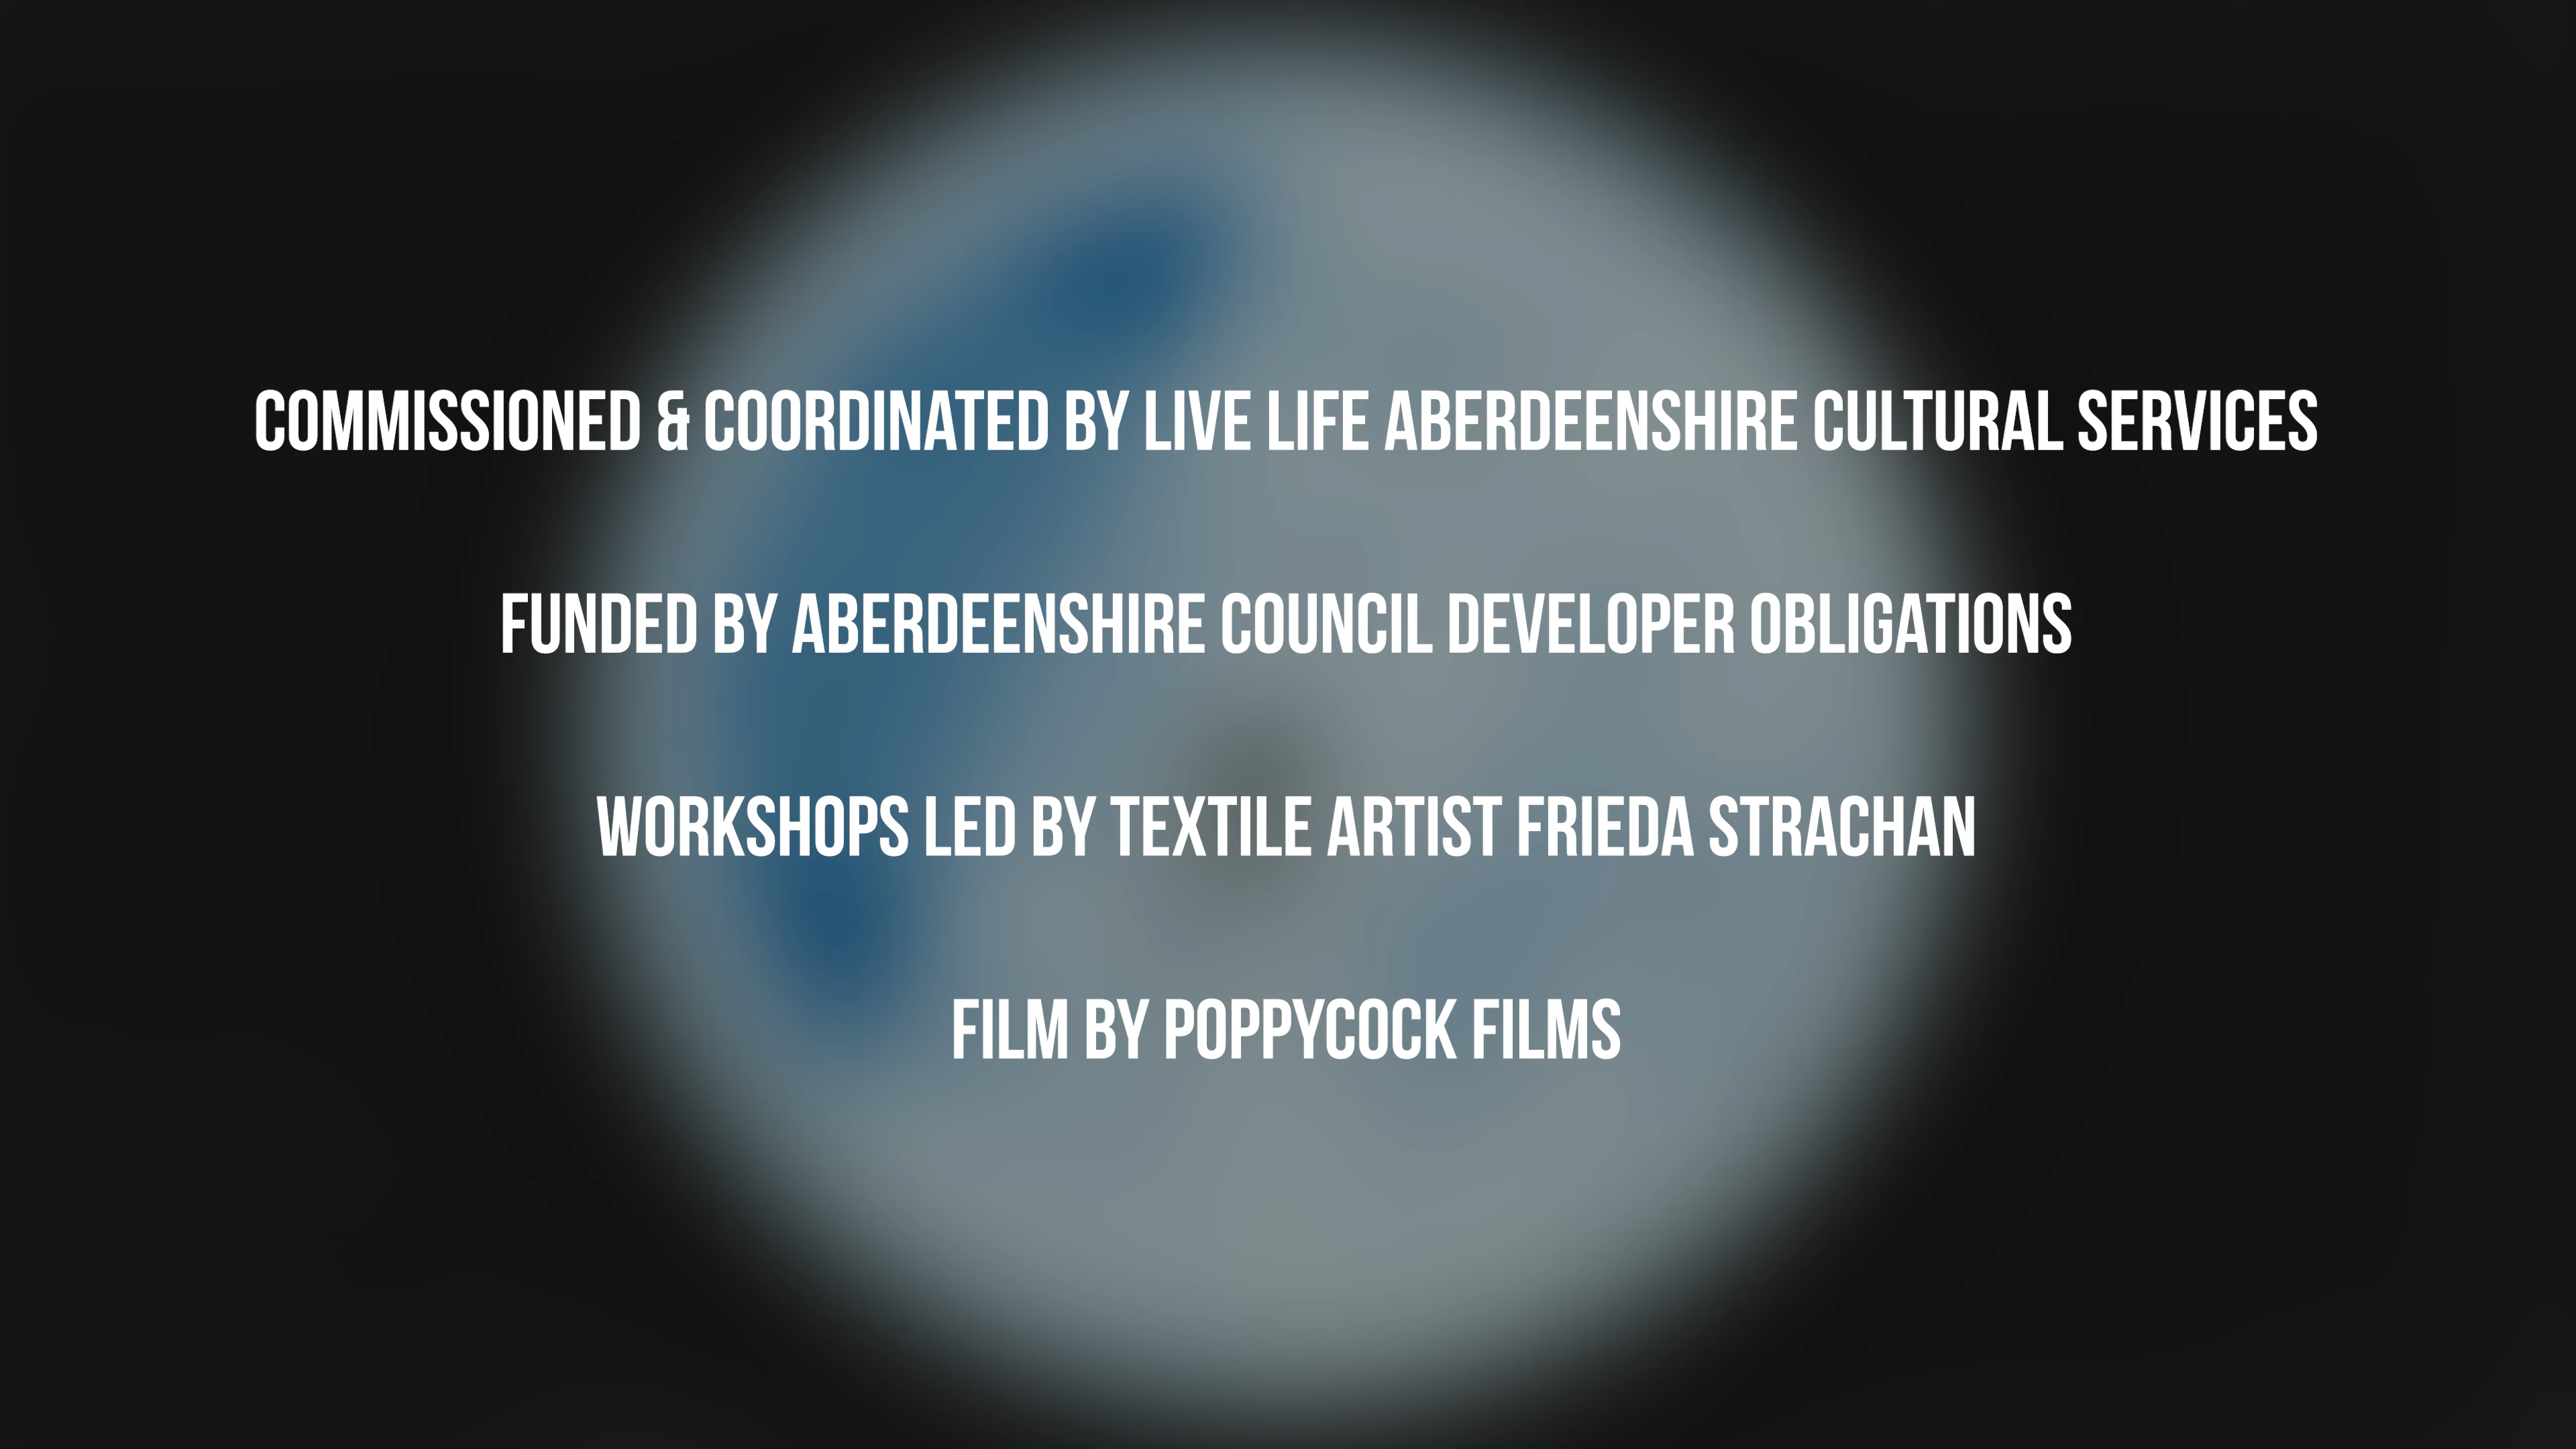 COMMISSIONED & COORDINATED BY LIVE LIFE ABERDEENSHIRE CULTURAL SERVICES
FUNDED BY ABERDEENSHIRE COUNCIL DEVELOPER OBLIGATIONS
WORKSHOPS LED BY TEXTILE ARTIST FRIEDA STRACHAN
FILM BY POPPYCOCK FILMS